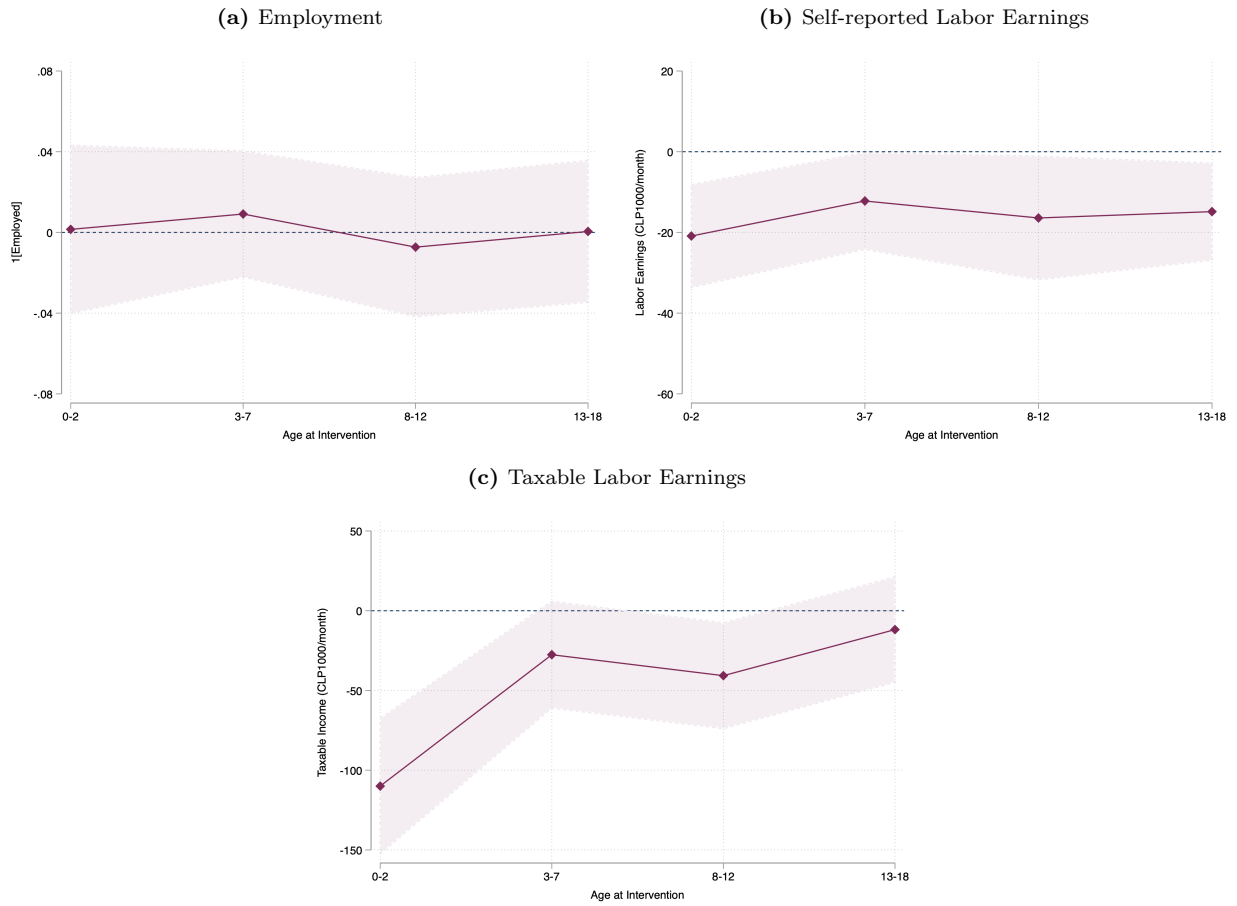 (a) Employment
.08
.04
0
-.04
-.08
1[Employed]
0-2 3-7 8-12 13-18
Age at Intervention
(b) Self-reported Labor Earnings
20
0
-20
-40
-60
Labor Earnings (CLP1000/month)
0-2 3-7 8-12 13-18
Age at Intervention
(c) Taxable Labor Earnings
50
0
-50
-100
-150
Taxable Income (CLP1000/month)
0-2 3-7 8-12 13-18
Age at Intervention